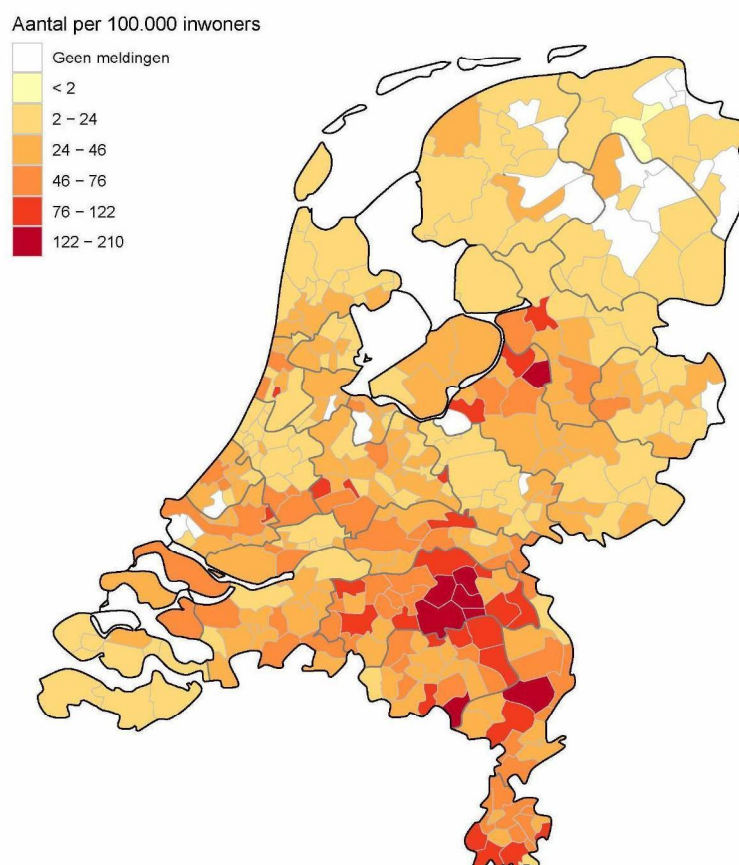 Aantal per 100.000 inwoners
Geen meldingen
< 2
2 – 24
24 – 46
46 – 76
76 – 122
122 – 210